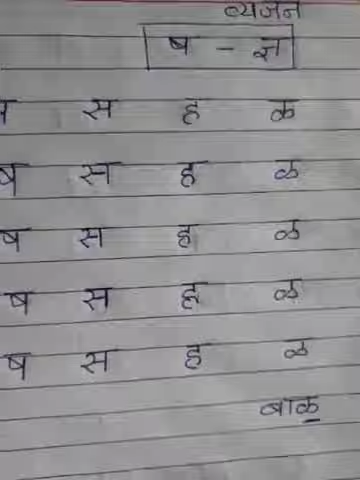 व्यजन
ष - ज्ञ
ष स ह ळ
ष स ह ळ
ष स ह ळ
ष स ह ळ
ष स ह ळ
बाळ